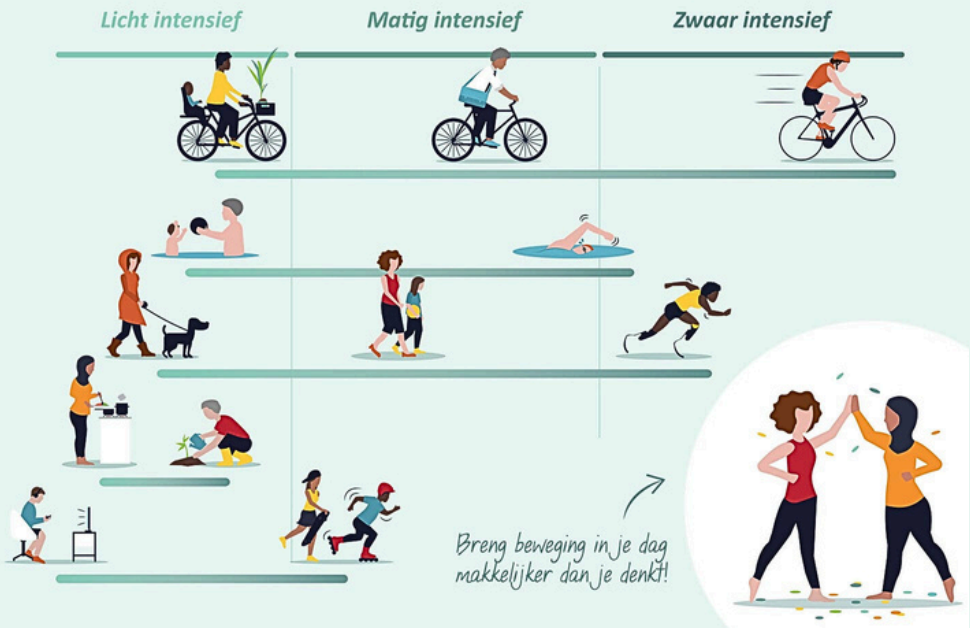 Licht intensief
Matig intensief
Zwaar intensief
Breng beweging in je dag
makkelijker dan je denkt!